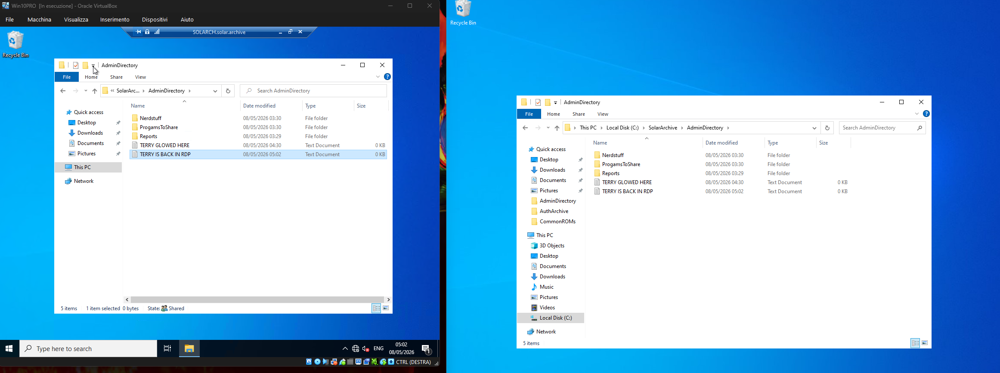 Win10PRO [In esecuzione] - Oracle VirtualBox
File Macchina Visualizza Inserimento Dispositivi Aiuto
SOLARCH.solar.archive
Recycle Bin
AdminDirectory
File Home Share View
« SolarArc... › AdminDirectory ›
Search AdminDirectory
Name Date modified Type Size
Quick access
Desktop
Downloads
Documents
Pictures
This PC
Network
Nerdstuff 08/05/2026 03:30 File folder
ProgamsToShare 08/05/2026 03:30 File folder
Reports 08/05/2026 03:29 File folder
TERRY GLOWED HERE 08/05/2026 04:30 Text Document 0 KB
TERRY IS BACK IN RDP 08/05/2026 05:02 Text Document 0 KB
5 items 1 item selected 0 bytes State: Shared
Type here to search
ENG
05:02
08/05/2026
1
CTRL (DESTRA)
Recycle Bin
AdminDirectory
File Home Share View
› This PC › Local Disk (C:) › SolarArchive › AdminDirectory ›
Search AdminDirectory
Name Date modified Type Size
Quick access
Desktop
Downloads
Documents
Pictures
AdminDirectory
AuthArchive
CommonROMs
This PC
3D Objects
Desktop
Documents
Downloads
Music
Pictures
Videos
Local Disk (C:)
Network
Nerdstuff 08/05/2026 03:30 File folder
ProgamsToShare 08/05/2026 03:30 File folder
Reports 08/05/2026 03:29 File folder
TERRY GLOWED HERE 08/05/2026 04:30 Text Document 0 KB
TERRY IS BACK IN RDP 08/05/2026 05:02 Text Document 0 KB
5 items